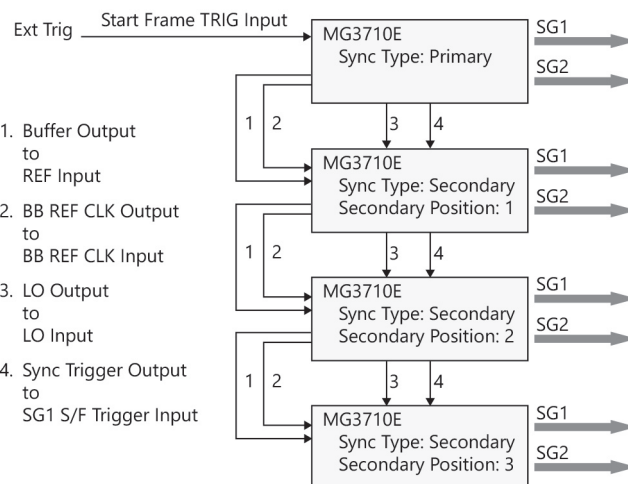 Ext Trig
Start Frame TRIG Input
MG3710E
Sync Type: Primary
SG1
SG2
1 2 3 4
1. Buffer Output
to
REF Input
2. BB REF CLK Output
to
BB REF CLK Input
3. LO Output
to
LO Input
4. Sync Trigger Output
to
SG1 S/F Trigger Input
MG3710E
Sync Type: Secondary
Secondary Position: 1
SG1
SG2
1 2 3 4
MG3710E
Sync Type: Secondary
Secondary Position: 2
SG1
SG2
1 2 3 4
MG3710E
Sync Type: Secondary
Secondary Position: 3
SG1
SG2